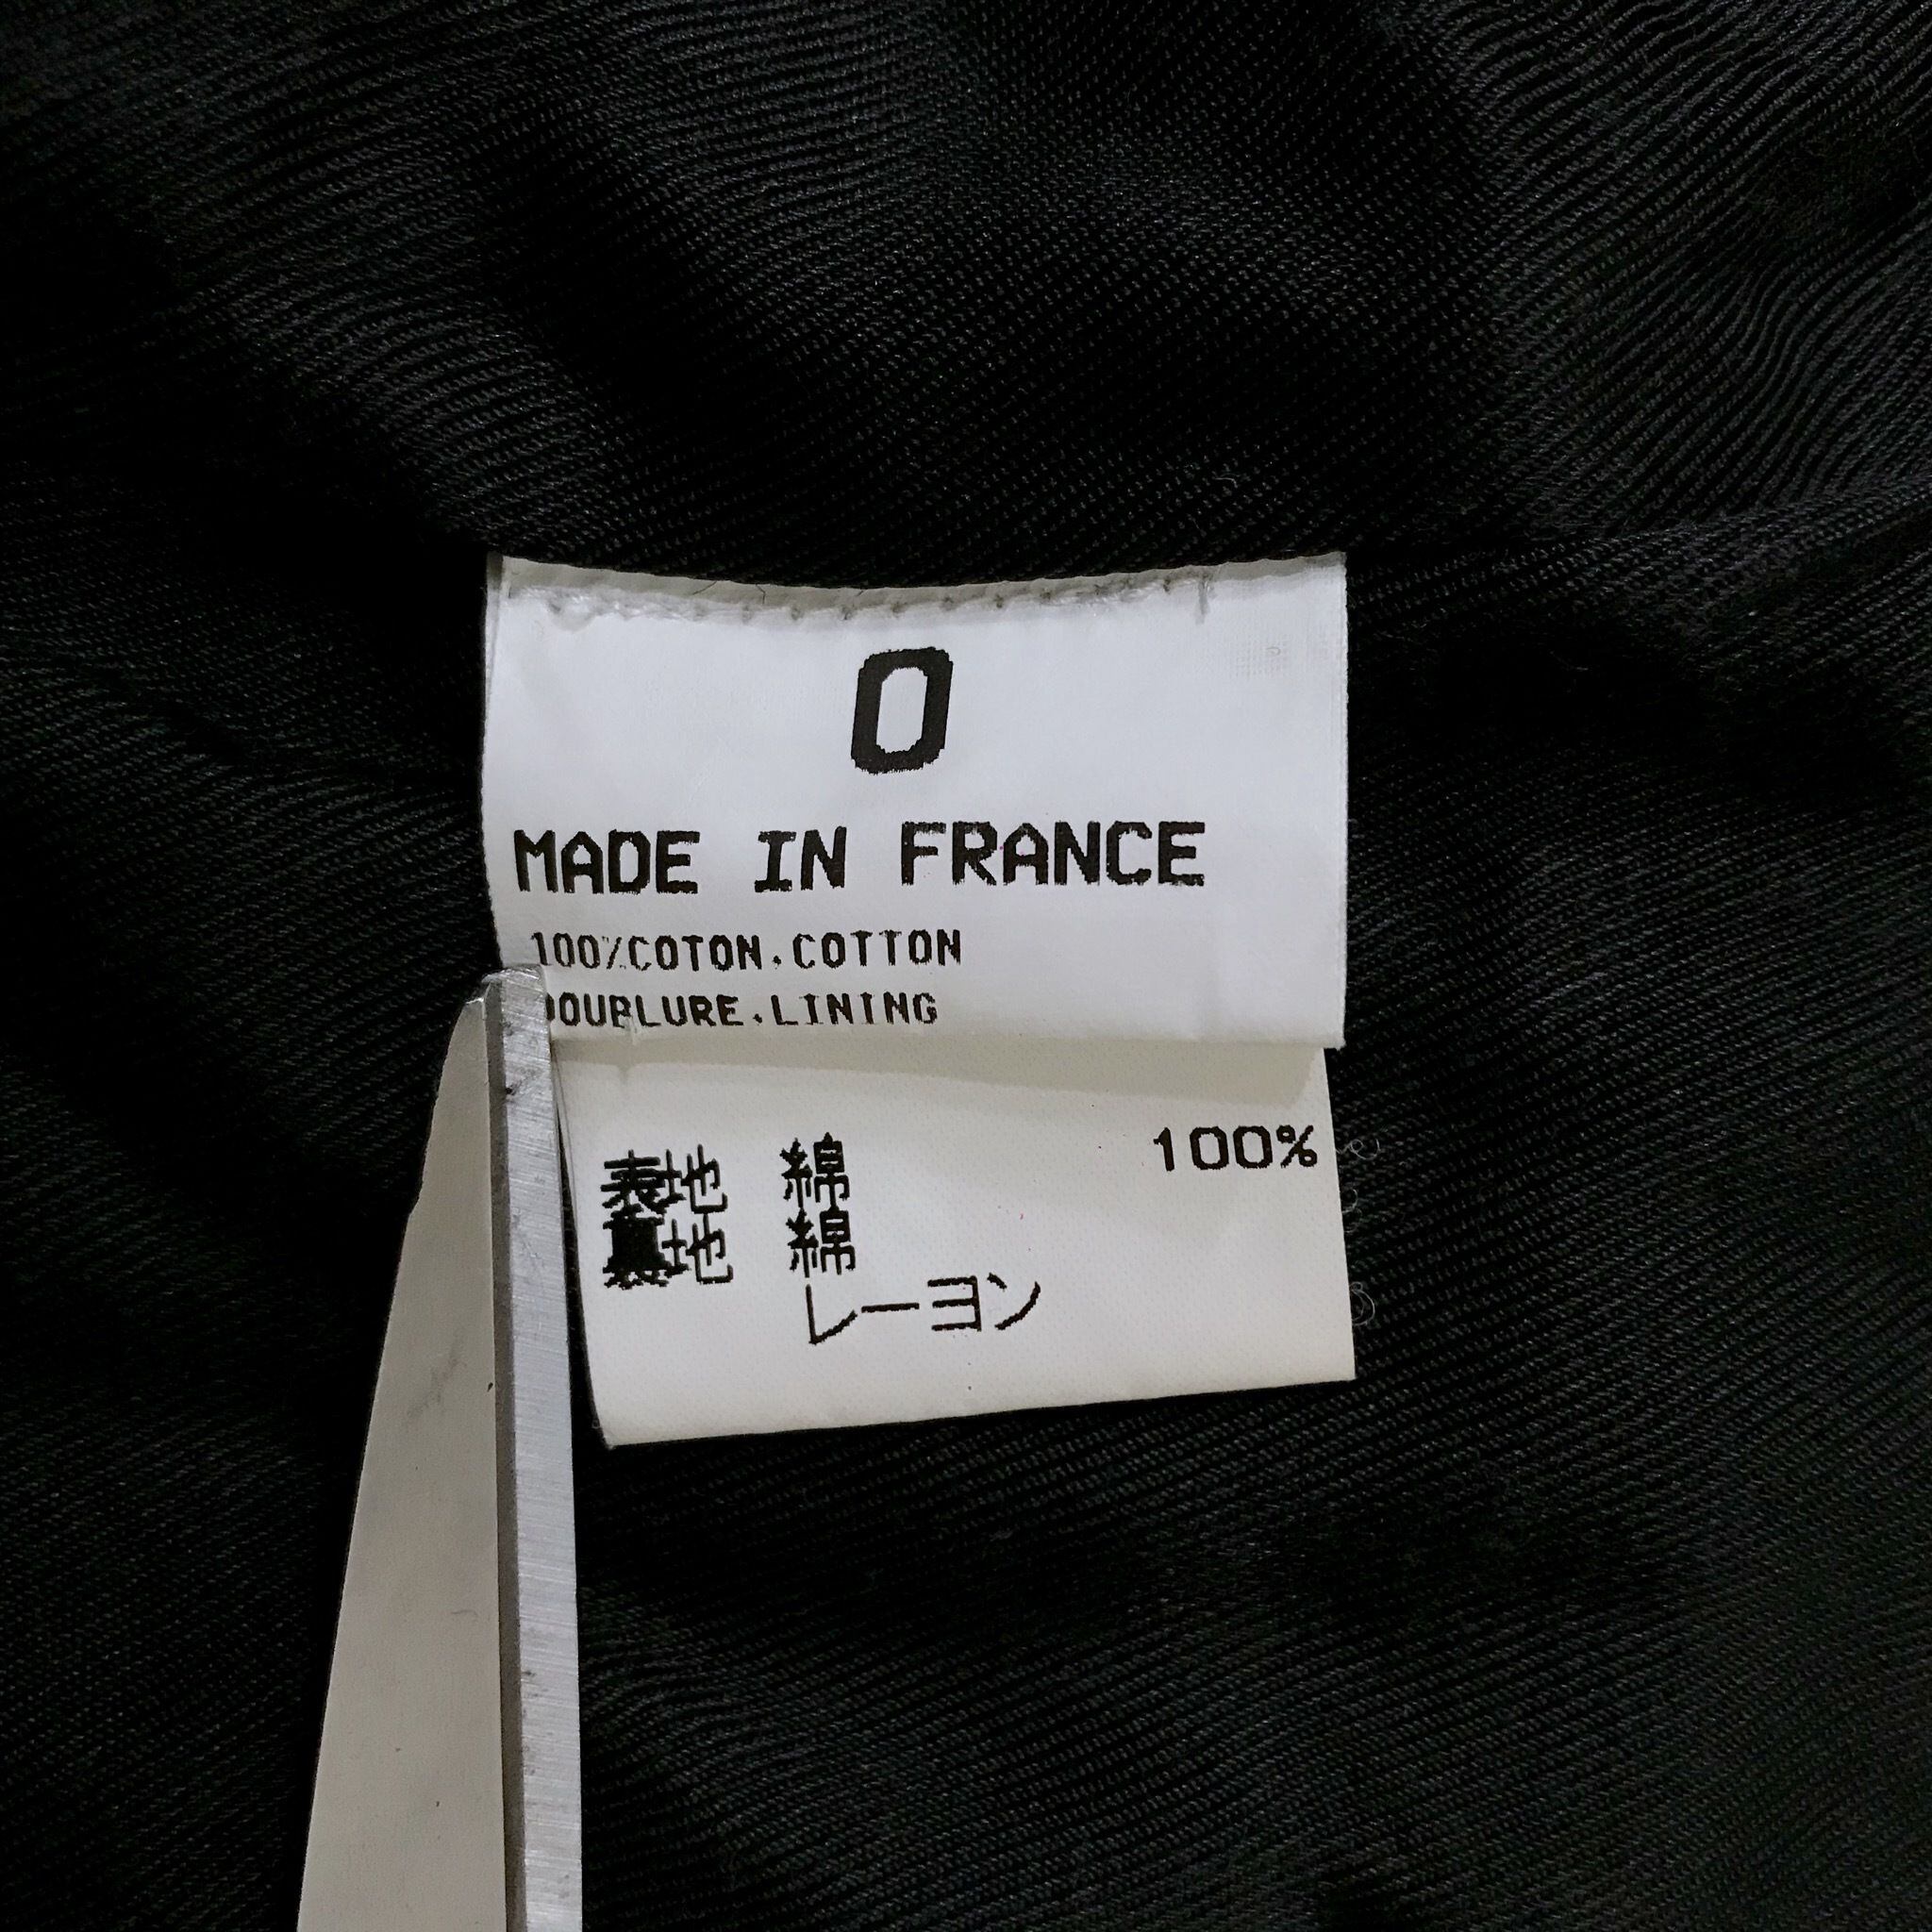 0
MADE IN FRANCE
100%COTON.COTTON
DOUBLURE.LINING
表地 綿 100%
裏地 綿
レーヨン